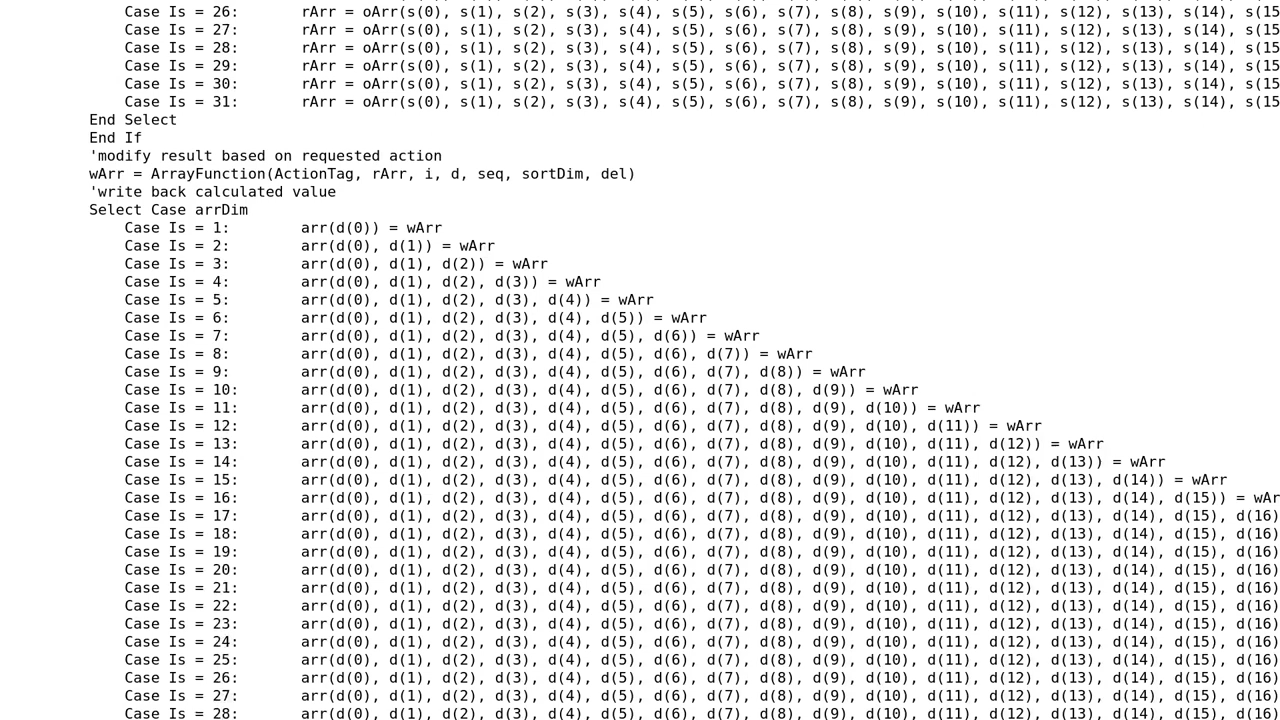 Case Is = 26: rArr = oArr(s(0), s(1), s(2), s(3), s(4), s(5), s(6), s(7), s(8), s(9), s(10), s(11), s(12), s(13), s(14), s(15
Case Is = 27: rArr = oArr(s(0), s(1), s(2), s(3), s(4), s(5), s(6), s(7), s(8), s(9), s(10), s(11), s(12), s(13), s(14), s(15
Case Is = 28: rArr = oArr(s(0), s(1), s(2), s(3), s(4), s(5), s(6), s(7), s(8), s(9), s(10), s(11), s(12), s(13), s(14), s(15
Case Is = 29: rArr = oArr(s(0), s(1), s(2), s(3), s(4), s(5), s(6), s(7), s(8), s(9), s(10), s(11), s(12), s(13), s(14), s(15
Case Is = 30: rArr = oArr(s(0), s(1), s(2), s(3), s(4), s(5), s(6), s(7), s(8), s(9), s(10), s(11), s(12), s(13), s(14), s(15
Case Is = 31: rArr = oArr(s(0), s(1), s(2), s(3), s(4), s(5), s(6), s(7), s(8), s(9), s(10), s(11), s(12), s(13), s(14), s(15
End Select
End If
'modify result based on requested action
wArr = ArrayFunction(ActionTag, rArr, i, d, seq, sortDim, del)
'write back calculated value
Select Case arrDim
Case Is = 1: arr(d(0)) = wArr
Case Is = 2: arr(d(0), d(1)) = wArr
Case Is = 3: arr(d(0), d(1), d(2)) = wArr
Case Is = 4: arr(d(0), d(1), d(2), d(3)) = wArr
Case Is = 5: arr(d(0), d(1), d(2), d(3), d(4)) = wArr
Case Is = 6: arr(d(0), d(1), d(2), d(3), d(4), d(5)) = wArr
Case Is = 7: arr(d(0), d(1), d(2), d(3), d(4), d(5), d(6)) = wArr
Case Is = 8: arr(d(0), d(1), d(2), d(3), d(4), d(5), d(6), d(7)) = wArr
Case Is = 9: arr(d(0), d(1), d(2), d(3), d(4), d(5), d(6), d(7), d(8)) = wArr
Case Is = 10: arr(d(0), d(1), d(2), d(3), d(4), d(5), d(6), d(7), d(8), d(9)) = wArr
Case Is = 11: arr(d(0), d(1), d(2), d(3), d(4), d(5), d(6), d(7), d(8), d(9), d(10)) = wArr
Case Is = 12: arr(d(0), d(1), d(2), d(3), d(4), d(5), d(6), d(7), d(8), d(9), d(10), d(11)) = wArr
Case Is = 13: arr(d(0), d(1), d(2), d(3), d(4), d(5), d(6), d(7), d(8), d(9), d(10), d(11), d(12)) = wArr
Case Is = 14: arr(d(0), d(1), d(2), d(3), d(4), d(5), d(6), d(7), d(8), d(9), d(10), d(11), d(12), d(13)) = wArr
Case Is = 15: arr(d(0), d(1), d(2), d(3), d(4), d(5), d(6), d(7), d(8), d(9), d(10), d(11), d(12), d(13), d(14)) = wArr
Case Is = 16: arr(d(0), d(1), d(2), d(3), d(4), d(5), d(6), d(7), d(8), d(9), d(10), d(11), d(12), d(13), d(14), d(15)) = wAr
Case Is = 17: arr(d(0), d(1), d(2), d(3), d(4), d(5), d(6), d(7), d(8), d(9), d(10), d(11), d(12), d(13), d(14), d(15), d(16)
Case Is = 18: arr(d(0), d(1), d(2), d(3), d(4), d(5), d(6), d(7), d(8), d(9), d(10), d(11), d(12), d(13), d(14), d(15), d(16)
Case Is = 19: arr(d(0), d(1), d(2), d(3), d(4), d(5), d(6), d(7), d(8), d(9), d(10), d(11), d(12), d(13), d(14), d(15), d(16)
Case Is = 20: arr(d(0), d(1), d(2), d(3), d(4), d(5), d(6), d(7), d(8), d(9), d(10), d(11), d(12), d(13), d(14), d(15), d(16)
Case Is = 21: arr(d(0), d(1), d(2), d(3), d(4), d(5), d(6), d(7), d(8), d(9), d(10), d(11), d(12), d(13), d(14), d(15), d(16)
Case Is = 22: arr(d(0), d(1), d(2), d(3), d(4), d(5), d(6), d(7), d(8), d(9), d(10), d(11), d(12), d(13), d(14), d(15), d(16)
Case Is = 23: arr(d(0), d(1), d(2), d(3), d(4), d(5), d(6), d(7), d(8), d(9), d(10), d(11), d(12), d(13), d(14), d(15), d(16)
Case Is = 24: arr(d(0), d(1), d(2), d(3), d(4), d(5), d(6), d(7), d(8), d(9), d(10), d(11), d(12), d(13), d(14), d(15), d(16)
Case Is = 25: arr(d(0), d(1), d(2), d(3), d(4), d(5), d(6), d(7), d(8), d(9), d(10), d(11), d(12), d(13), d(14), d(15), d(16)
Case Is = 26: arr(d(0), d(1), d(2), d(3), d(4), d(5), d(6), d(7), d(8), d(9), d(10), d(11), d(12), d(13), d(14), d(15), d(16)
Case Is = 27: arr(d(0), d(1), d(2), d(3), d(4), d(5), d(6), d(7), d(8), d(9), d(10), d(11), d(12), d(13), d(14), d(15), d(16)
Case Is = 28: arr(d(0), d(1), d(2), d(3), d(4), d(5), d(6), d(7), d(8), d(9), d(10), d(11), d(12), d(13), d(14), d(15), d(16)